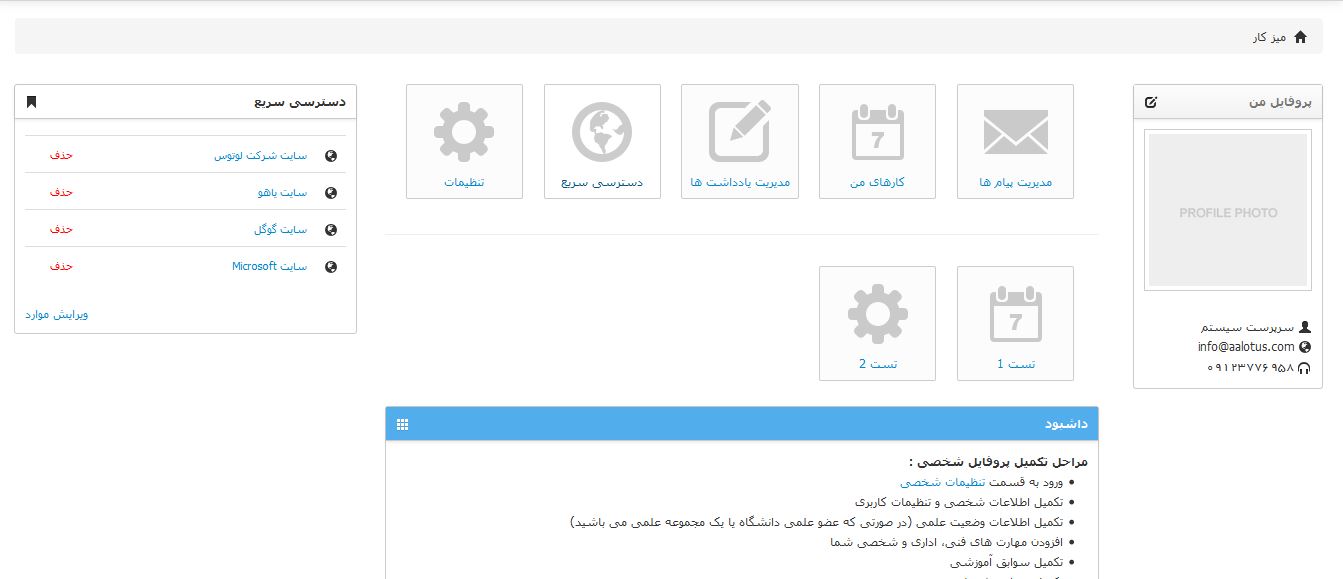 میز کار
پروفایل من
PROFILE PHOTO
سرپرست سیستم
info@aalotus.com
۰۹۱۲۳۷۷۶۹۵۸
مدیریت پیام ها
کارهای من
7
مدیریت یادداشت ها
دسترسی سریع
تنظیمات
تست 1
7
تست 2
داشبود
مراحل تکمیل پروفایل شخصی :
ورود به قسمت تنظیمات شخصی
تکمیل اطلاعات شخصی و تنظیمات کاربری
تکمیل اطلاعات وضعیت علمی (در صورتی که عضو علمی دانشگاه یا یک مجموعه علمی می باشید)
افزودن مهارت های فنی، اداری و شخصی شما
تکمیل سوابق آموزشی
دسترسی سریع
سایت شرکت لوتوس حذف
سایت یاهو حذف
سایت گوگل حذف
سایت Microsoft حذف
ویرایش موارد